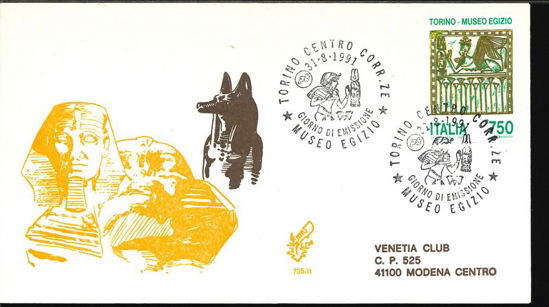 TORINO - MUSEO EGIZIO
ITALIA 750
★ TORINO CENTRO CORR.ZE ★
31-8-1991
GIORNO DI EMISSIONE
MUSEO EGIZIO
★ TORINO CENTRO CORR.ZE ★
31-8-1991
GIORNO DI EMISSIONE
MUSEO EGIZIO
735/It
VENETIA CLUB
C. P. 525
41100 MODENA CENTRO